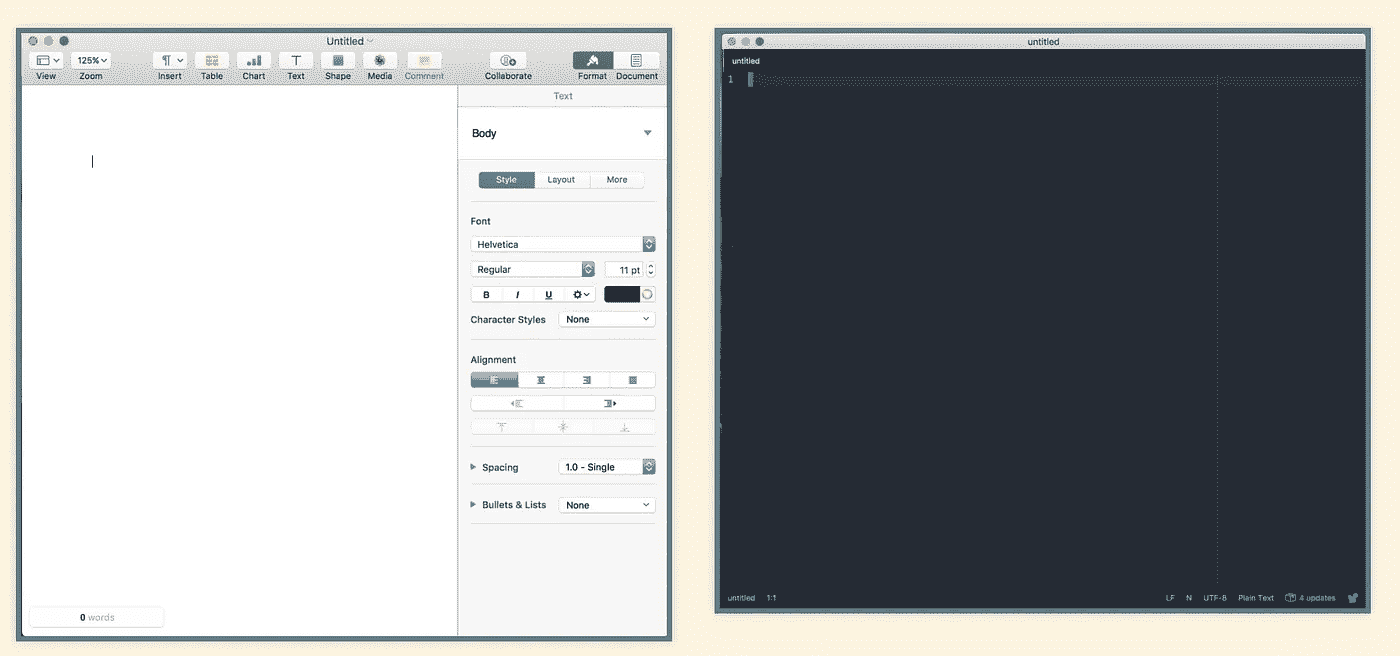 Untitled
125%
View Zoom Insert Table Chart Text Shape Media Comment Collaborate Format Document
Text
Body
Style Layout More
Font
Helvetica
Regular 11 pt
B I U
Character Styles None
Alignment
Spacing 1.0 - Single
Bullets & Lists None
0 words
untitled
untitled
1
untitled 1:1 LF N UTF-8 Plain Text 4 updates